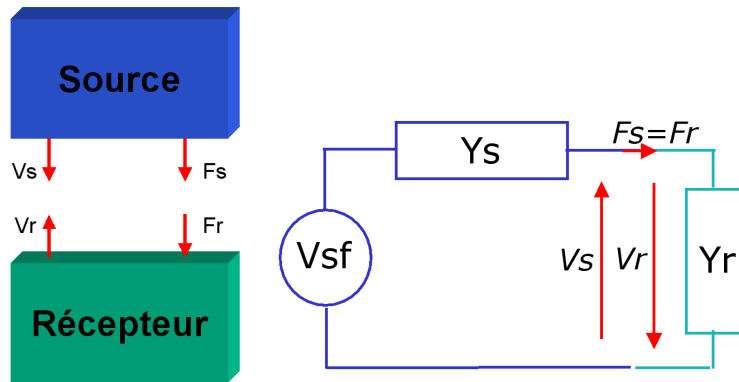 Source
Vs
Fs
Vr
Fr
Récepteur
Ys
Fs=Fr
Vsf
Vs
Vr
Yr